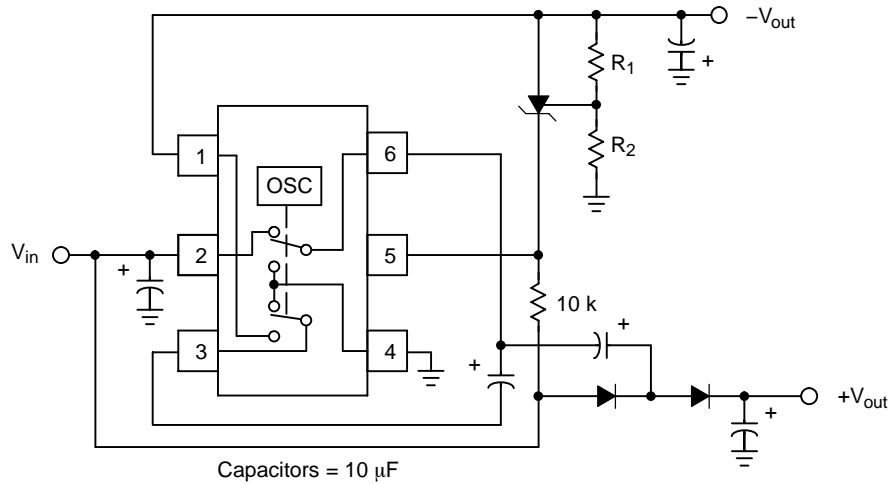 −Vout
R1
+
R2
1
6
OSC
Vin
2
5
+
10 k
3
4
+
+
+Vout
+
Capacitors = 10 μF